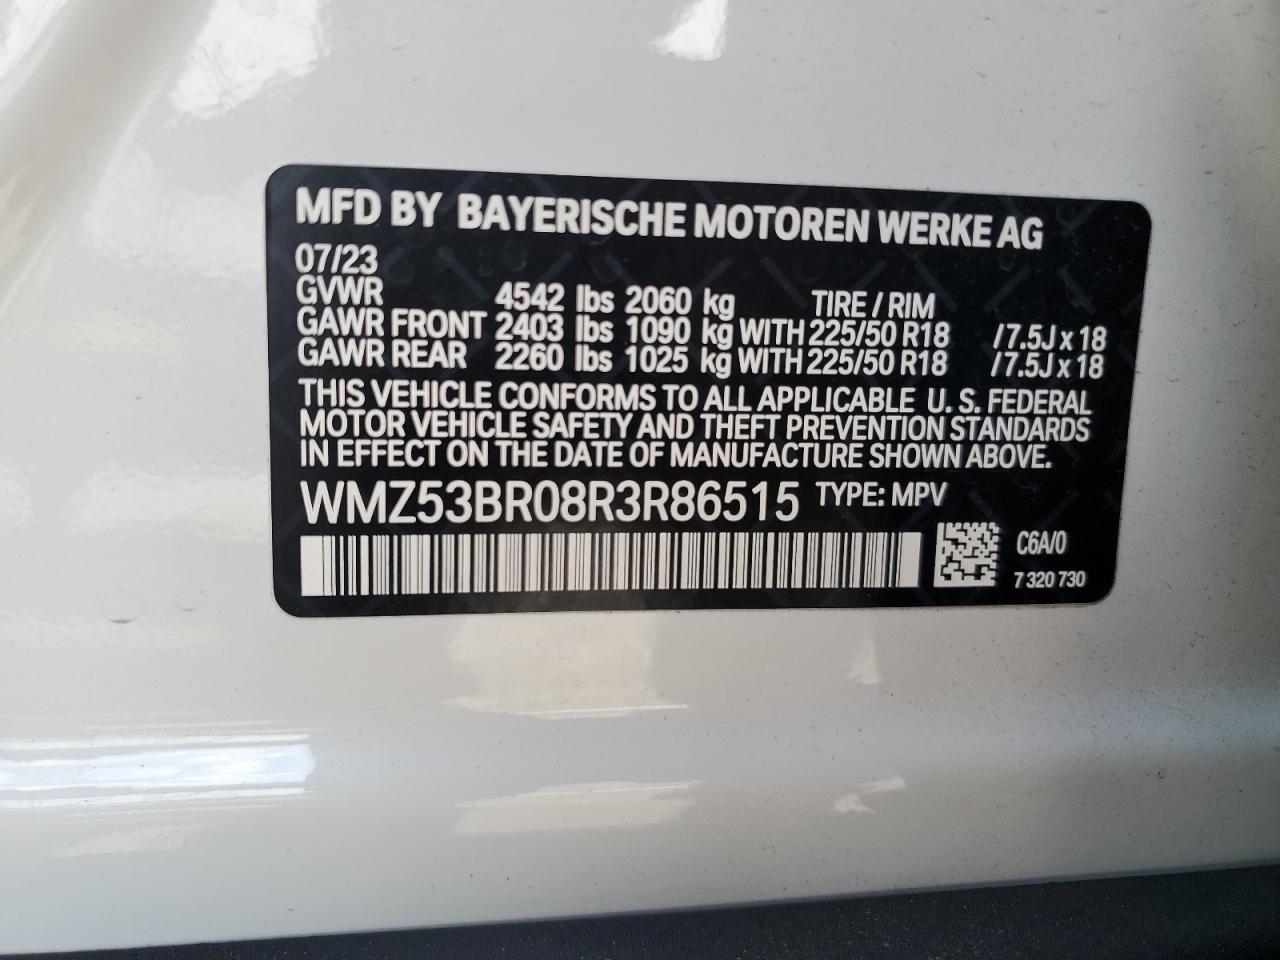 MFD BY BAYERISCHE MOTOREN WERKE AG
07/23
GVWR 4542 lbs 2060 kg TIRE / RIM
GAWR FRONT 2403 lbs 1090 kg WITH 225/50 R18 / 7.5J x 18
GAWR REAR 2260 lbs 1025 kg WITH 225/50 R18 / 7.5J x 18
THIS VEHICLE CONFORMS TO ALL APPLICABLE U. S. FEDERAL
MOTOR VEHICLE SAFETY AND THEFT PREVENTION STANDARDS
IN EFFECT ON THE DATE OF MANUFACTURE SHOWN ABOVE.
WMZ53BR08R3R86515 TYPE: MPV
C6A/0
7 320 730